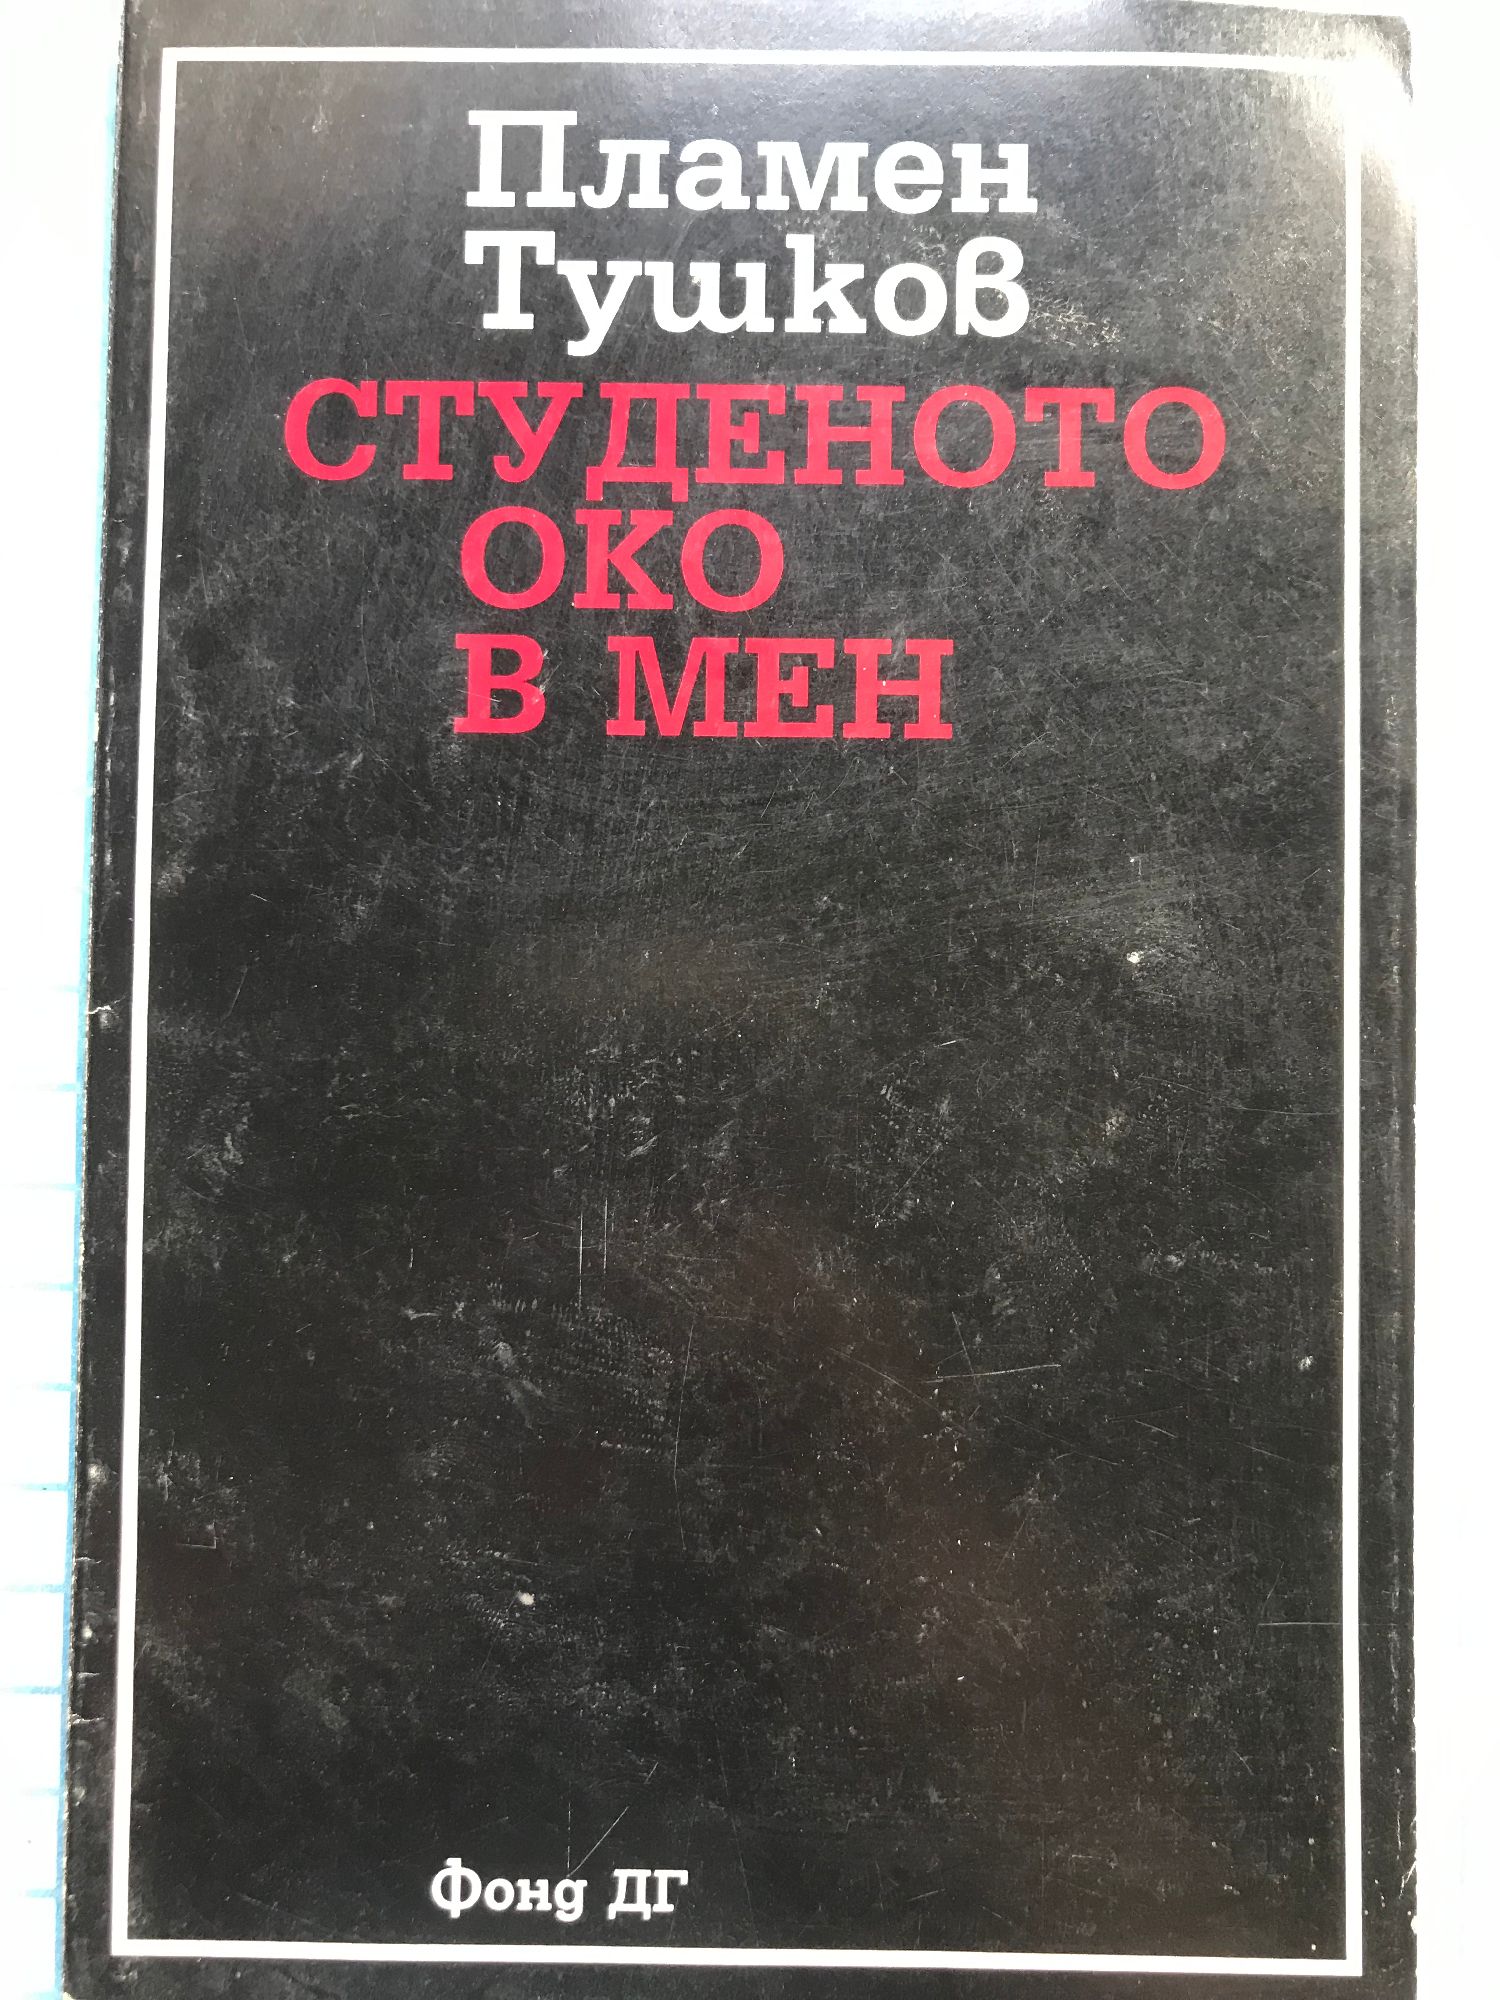 Пламен
Тушков
СТУДЕНОТО
ОКО
В МЕН
Фонд ДГ